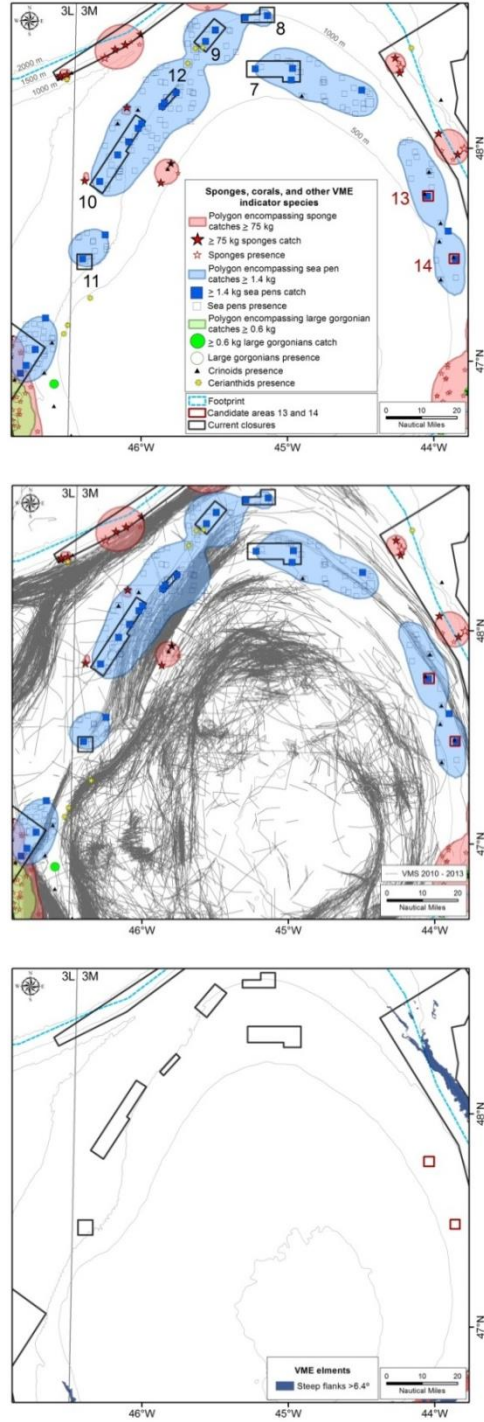 3L 3M
2000 m
1500 m
1000 m
1000 m
500 m
8
9
12
7
10
11
13
14
48°N
47°N
Sponges, corals, and other VME
indicator species
Polygon encompassing sponge
catches ≥ 75 kg
≥ 75 kg sponges catch
Sponges presence
Polygon encompassing sea pen
catches ≥ 1.4 kg
≥ 1.4 kg sea pens catch
Sea pens presence
Polygon encompassing large gorgonian
catches ≥ 0.6 kg
≥ 0.6 kg large gorgonians catch
Large gorgonians presence
Crinoids presence
Cerianthids presence
Footprint
Candidate areas 13 and 14
Current closures
0 10 20
Nautical Miles
46°W 45°W 44°W
3L 3M
48°N
47°N
VMS 2010 - 2013
0 10 20
Nautical Miles
46°W 45°W 44°W
3L 3M
48°N
47°N
VME elments
Steep flanks >6.4º
0 10 20
Nautical Miles
46°W 45°W 44°W